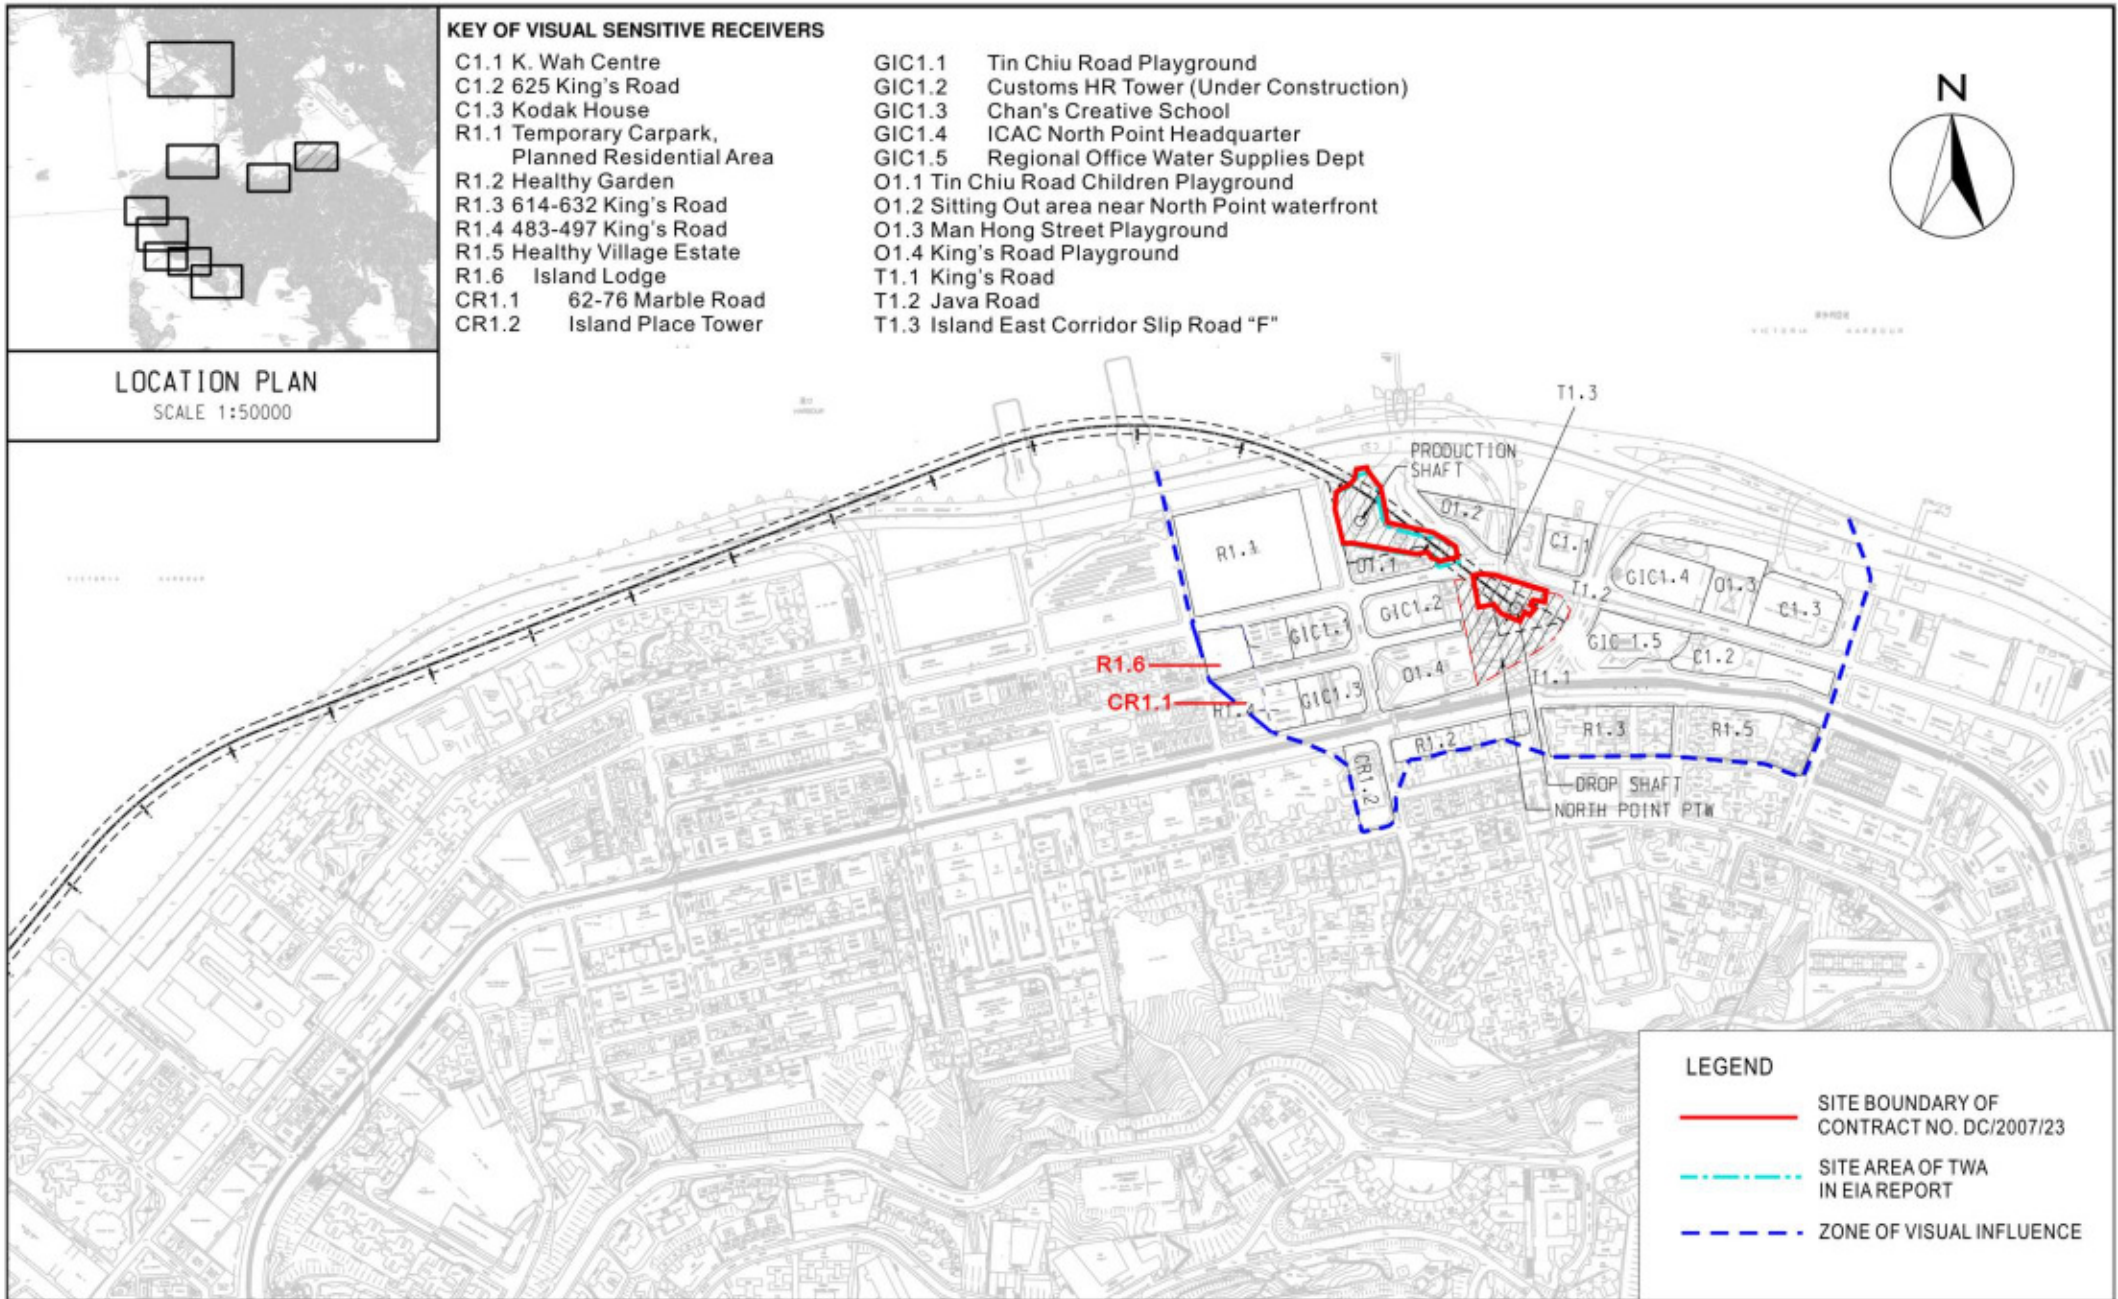 KEY OF VISUAL SENSITIVE RECEIVERS
C1.1 K. Wah Centre
C1.2 625 King's Road
C1.3 Kodak House
R1.1 Temporary Carpark,
Planned Residential Area
R1.2 Healthy Garden
R1.3 614-632 King's Road
R1.4 483-497 King's Road
R1.5 Healthy Village Estate
R1.6 Island Lodge
CR1.1 62-76 Marble Road
CR1.2 Island Place Tower
GIC1.1 Tin Chiu Road Playground
GIC1.2 Customs HR Tower (Under Construction)
GIC1.3 Chan's Creative School
GIC1.4 ICAC North Point Headquarter
GIC1.5 Regional Office Water Supplies Dept
O1.1 Tin Chiu Road Children Playground
O1.2 Sitting Out area near North Point waterfront
O1.3 Man Hong Street Playground
O1.4 King's Road Playground
T1.1 King's Road
T1.2 Java Road
T1.3 Island East Corridor Slip Road “F”
N
LOCATION PLAN
SCALE 1:50000
VICTORIA HARBOUR
HARBOUR
VICTORIA HARBOUR
T1.3
PRODUCTION
SHAFT
O1.2
R1.1
C1.1
O1.1
GIC1.4
O1.3
T1.2
C1.3
GIC1.2
GIC1.1
GIC 1.5
C1.2
R1.6
O1.4
T1.1
GIC1.3
CR1.1
R1.3
R1.5
R1.2
CR1.2
DROP SHAFT
NORTH POINT PTW
LEGEND
SITE BOUNDARY OF
CONTRACT NO. DC/2007/23
SITE AREA OF TWA
IN EIA REPORT
ZONE OF VISUAL INFLUENCE